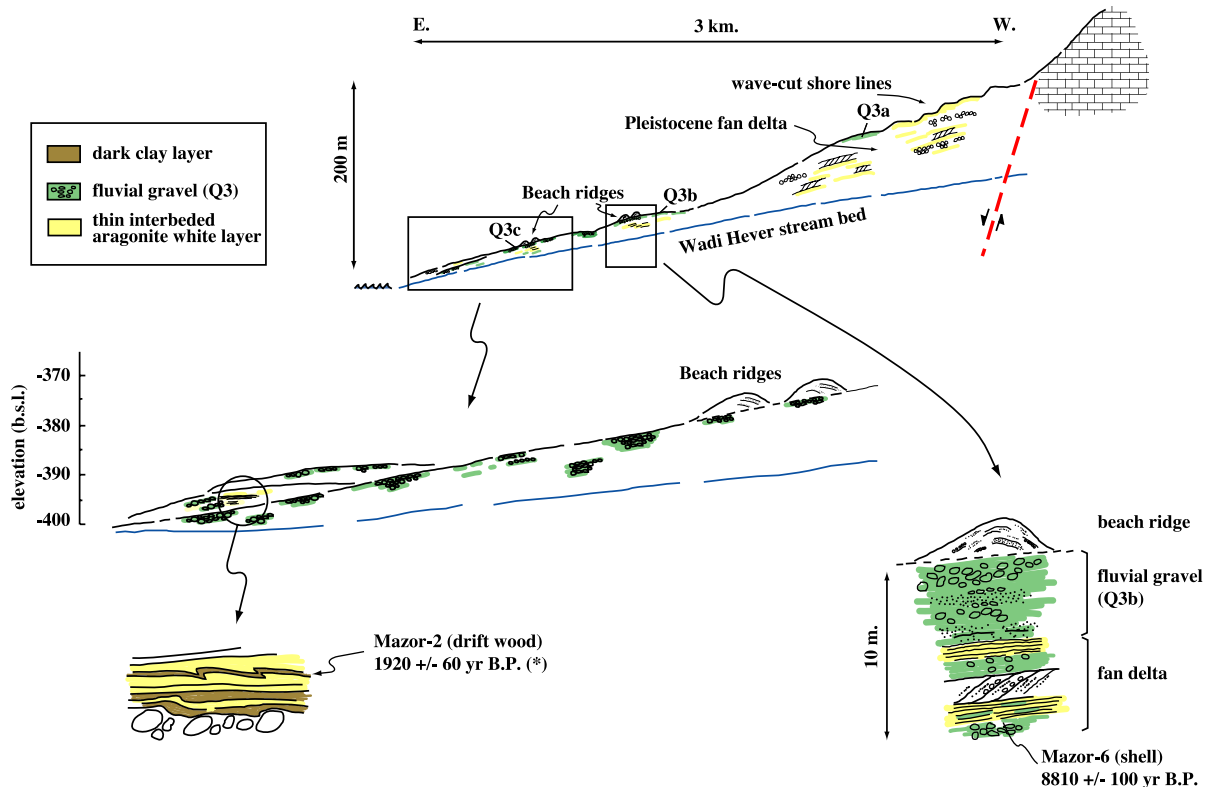 E.
3 km.
W.
wave-cut shore lines
Q3a
Pleistocene fan delta
200 m
dark clay layer
fluvial gravel (Q3)
thin interbeded
aragonite white layer
Beach ridges
Q3b
Q3c
Wadi Hever stream bed
elevation (b.s.l.)
-370
-380
-390
-400
Beach ridges
beach ridge
fluvial gravel
(Q3b)
10 m.
fan delta
Mazor-2 (drift wood)
1920 +/- 60 yr B.P. (*)
Mazor-6 (shell)
8810 +/- 100 yr B.P.